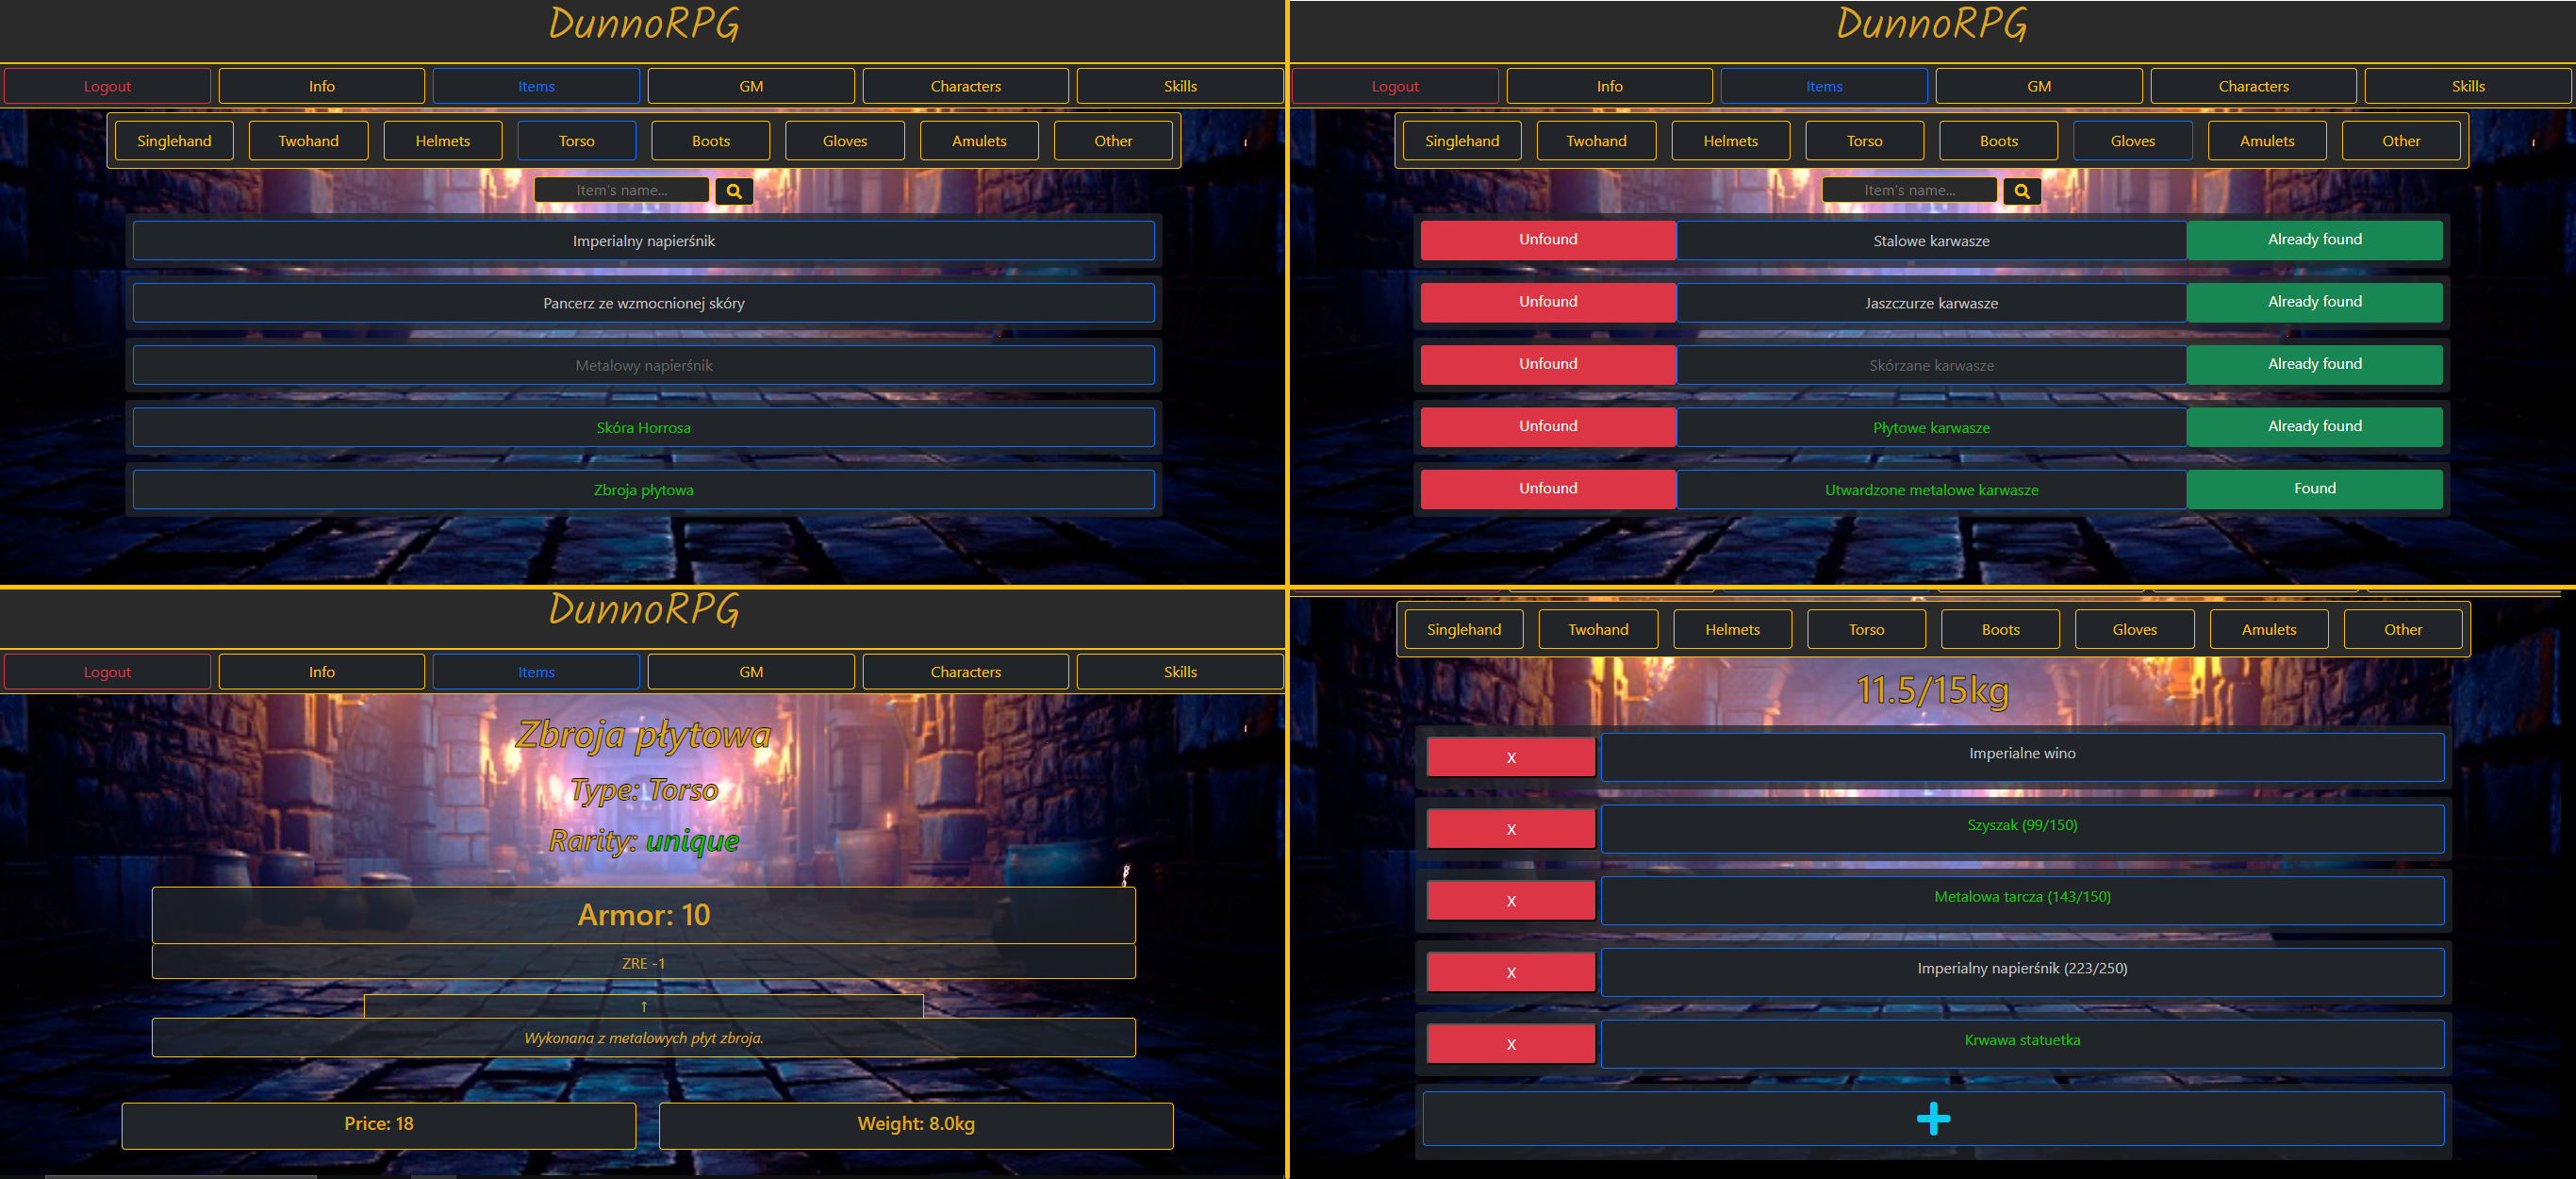 DunnoRPG
Logout Info Items GM Characters Skills
Singlehand Twohand Helmets Torso Boots Gloves Amulets Other
Item's name...
Imperialny napierśnik
Pancerz ze wzmocnionej skóry
Metalowy napierśnik
Skóra Horrosa
Zbroja płytowa
DunnoRPG
Logout Info Items GM Characters Skills
Singlehand Twohand Helmets Torso Boots Gloves Amulets Other
Item's name...
Unfound Stalowe karwasze Already found
Unfound Jaszczurze karwasze Already found
Unfound Skórzane karwasze Already found
Unfound Płytowe karwasze Already found
Unfound Utwardzone metalowe karwasze Found
DunnoRPG
Logout Info Items GM Characters Skills
Zbroja płytowa
Type: Torso
Rarity: unique
Armor: 10
ZRE -1
↑
Wykonana z metalowych płyt zbroja.
Price: 18 Weight: 8.0kg
Singlehand Twohand Helmets Torso Boots Gloves Amulets Other
11.5/15kg
X Imperialne wino
X Szyszak (99/150)
X Metalowa tarcza (143/150)
X Imperialny napierśnik (223/250)
X Krwawa statuetka